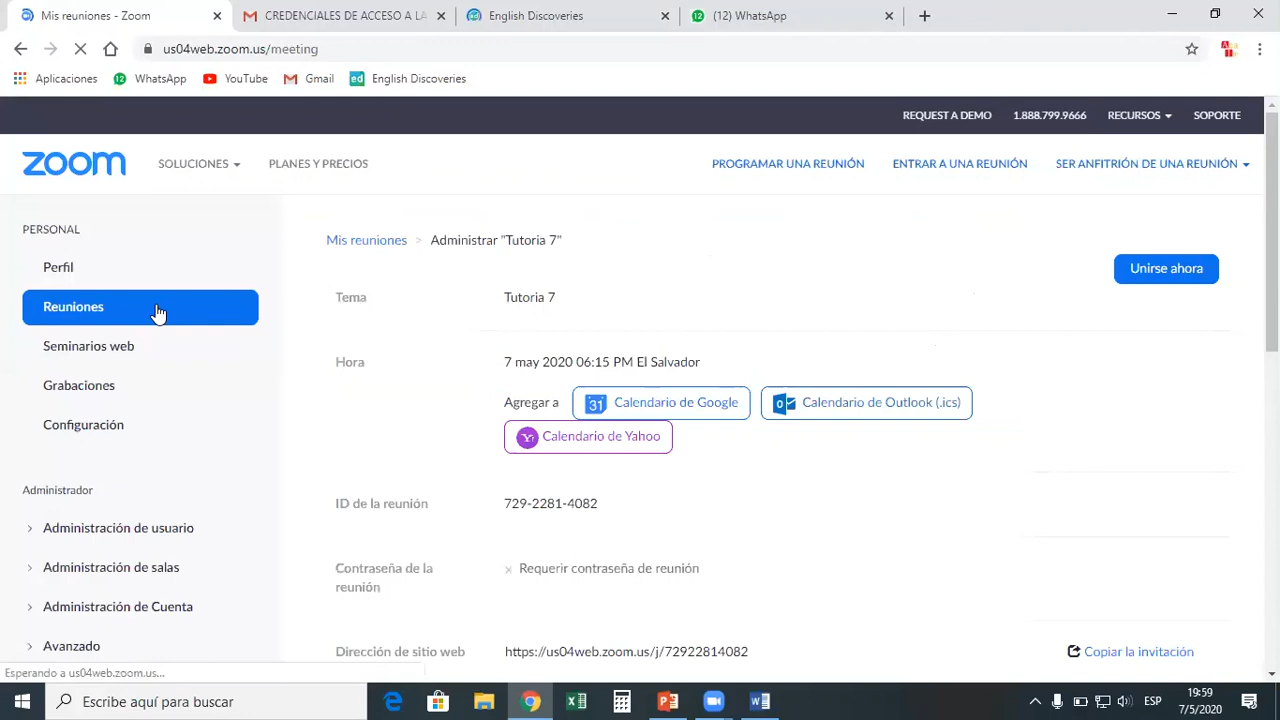 Mis reuniones - Zoom
CREDENCIALES DE ACCESO A LA
English Discoveries
(12) WhatsApp
us04web.zoom.us/meeting
Aplicaciones
WhatsApp
YouTube
Gmail
ed English Discoveries
REQUEST A DEMO
1.888.799.9666
RECURSOS
SOPORTE
zoom
SOLUCIONES
PLANES Y PRECIOS
PROGRAMAR UNA REUNIÓN
ENTRAR A UNA REUNIÓN
SER ANFITRIÓN DE UNA REUNIÓN
PERSONAL
Perfil
Reuniones
Seminarios web
Grabaciones
Configuración
Administrador
Administración de usuario
Administración de salas
Administración de Cuenta
Avanzado
Mis reuniones > Administrar "Tutoria 7"
Unirse ahora
Tema Tutoria 7
Hora 7 may 2020 06:15 PM El Salvador
Agregar a 31 Calendario de Google Calendario de Outlook (.ics)
Calendario de Yahoo
ID de la reunión 729-2281-4082
Contraseña de la reunión × Requerir contraseña de reunión
Dirección de sitio web https://us04web.zoom.us/j/72922814082 Copiar la invitación
Esperando a us04web.zoom.us...
Escribe aquí para buscar
ESP
19:59
7/5/2020